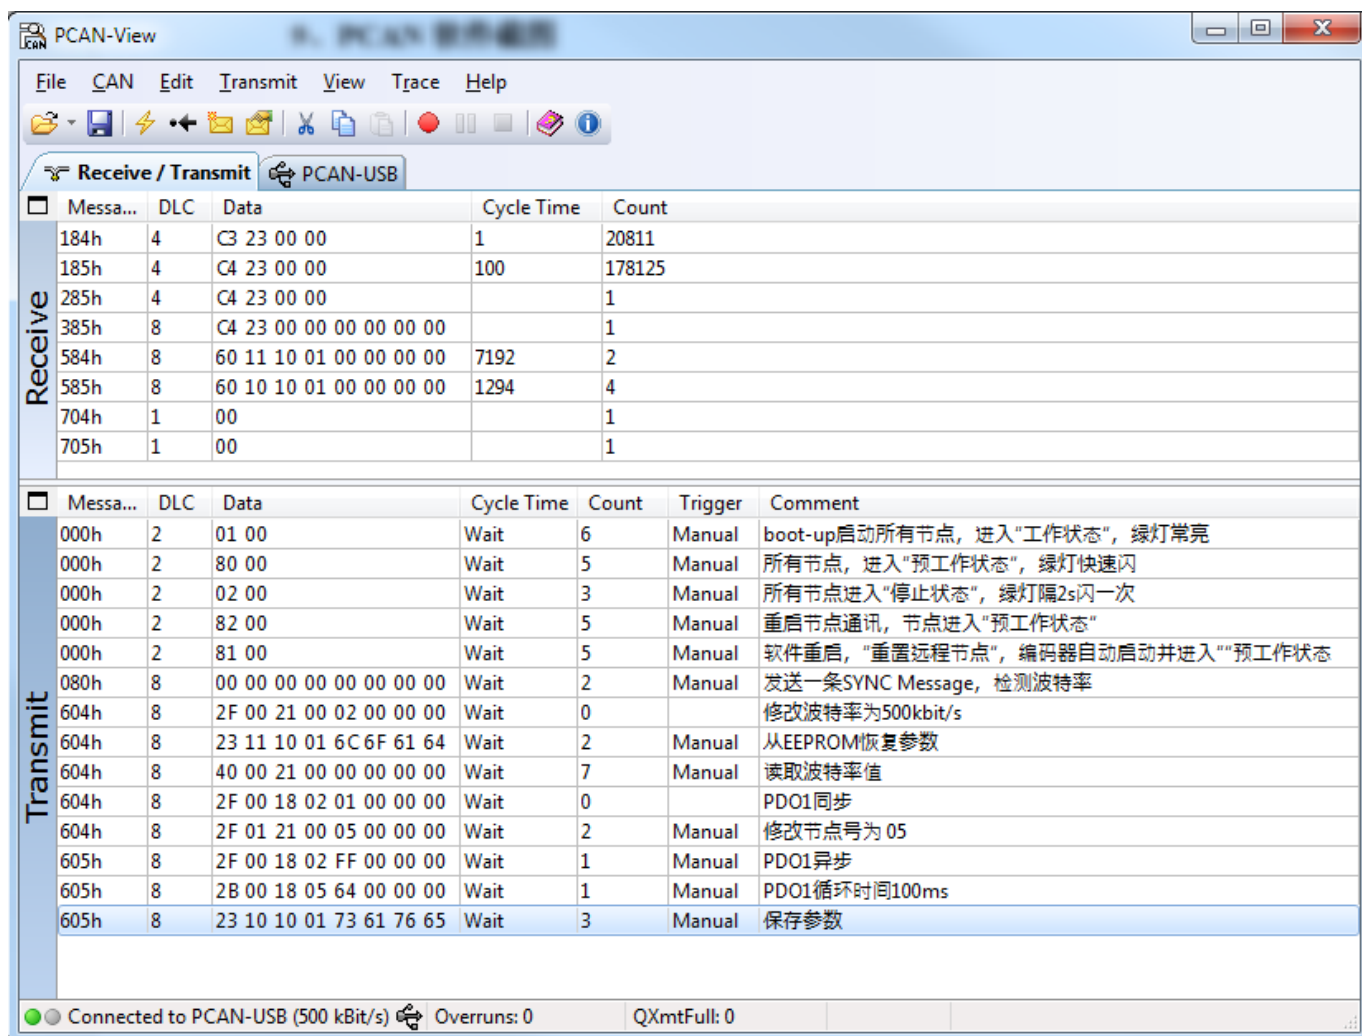 PCAN-View
9、PCAN 软件截图
File CAN Edit Transmit View Trace Help
Receive / Transmit PCAN-USB
Messa... DLC Data Cycle Time Count
184h 4 C3 23 00 00 1 20811
185h 4 C4 23 00 00 100 178125
285h 4 C4 23 00 00 1
385h 8 C4 23 00 00 00 00 00 00 1
584h 8 60 11 10 01 00 00 00 00 7192 2
585h 8 60 10 10 01 00 00 00 00 1294 4
704h 1 00 1
705h 1 00 1
Receive
Messa... DLC Data Cycle Time Count Trigger Comment
000h 2 01 00 Wait 6 Manual boot-up启动所有节点，进入"工作状态"，绿灯常亮
000h 2 80 00 Wait 5 Manual 所有节点，进入"预工作状态"，绿灯快速闪
000h 2 02 00 Wait 3 Manual 所有节点进入"停止状态"，绿灯隔2s闪一次
000h 2 82 00 Wait 5 Manual 重启节点通讯，节点进入"预工作状态"
000h 2 81 00 Wait 5 Manual 软件重启，"重置远程节点"，编码器自动启动并进入""预工作状态
080h 8 00 00 00 00 00 00 00 00 Wait 2 Manual 发送一条SYNC Message，检测波特率
604h 8 2F 00 21 00 02 00 00 00 Wait 0 修改波特率为500kbit/s
604h 8 23 11 10 01 6C 6F 61 64 Wait 2 Manual 从EEPROM恢复参数
604h 8 40 00 21 00 00 00 00 00 Wait 7 Manual 读取波特率值
604h 8 2F 00 18 02 01 00 00 00 Wait 0 PDO1同步
604h 8 2F 01 21 00 05 00 00 00 Wait 2 Manual 修改节点号为 05
605h 8 2F 00 18 02 FF 00 00 00 Wait 1 Manual PDO1异步
605h 8 2B 00 18 05 64 00 00 00 Wait 1 Manual PDO1循环时间100ms
605h 8 23 10 10 01 73 61 76 65 Wait 3 Manual 保存参数
Transmit
Connected to PCAN-USB (500 kBit/s) Overruns: 0 QXmtFull: 0